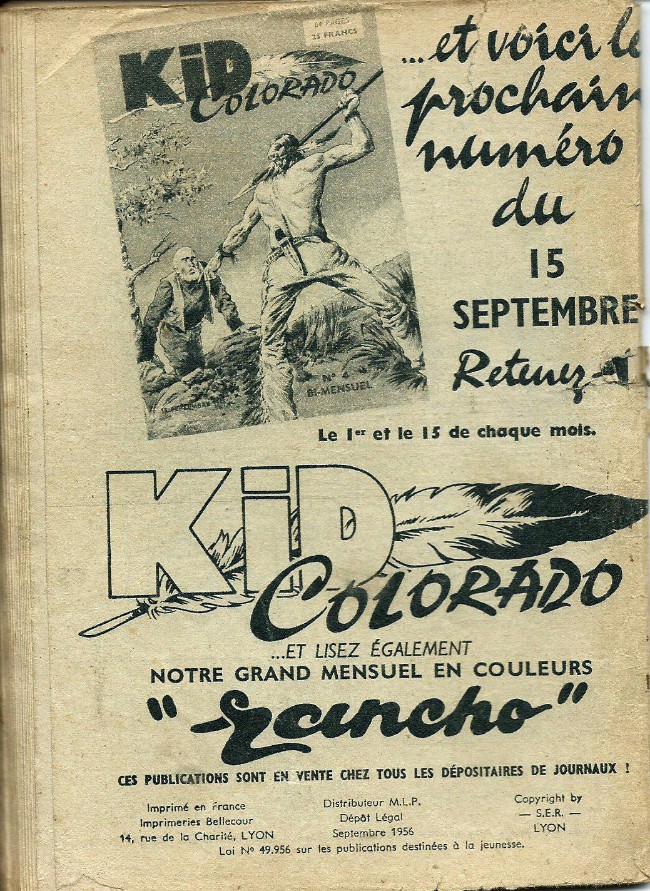 64 PAGES
25 FRANCS
KiD
COLORADO
N° 4
BI-MENSUEL
...et voici le
prochain
numéro
du
15
SEPTEMBRE
Retenez-
Le 1er et le 15 de chaque mois.
KiD
COLORADO
...ET LISEZ ÉGALEMENT
NOTRE GRAND MENSUEL EN COULEURS
"Rancho"
CES PUBLICATIONS SONT EN VENTE CHEZ TOUS LES DÉPOSITAIRES DE JOURNAUX !
Imprimé en France
Imprimeries Bellecour
14, rue de la Charité, LYON
Distributeur M.L.P.
Dépôt Légal
Septembre 1956
Copyright by
— S.E.R. —
LYON
Loi N° 49.956 sur les publications destinées à la jeunesse.